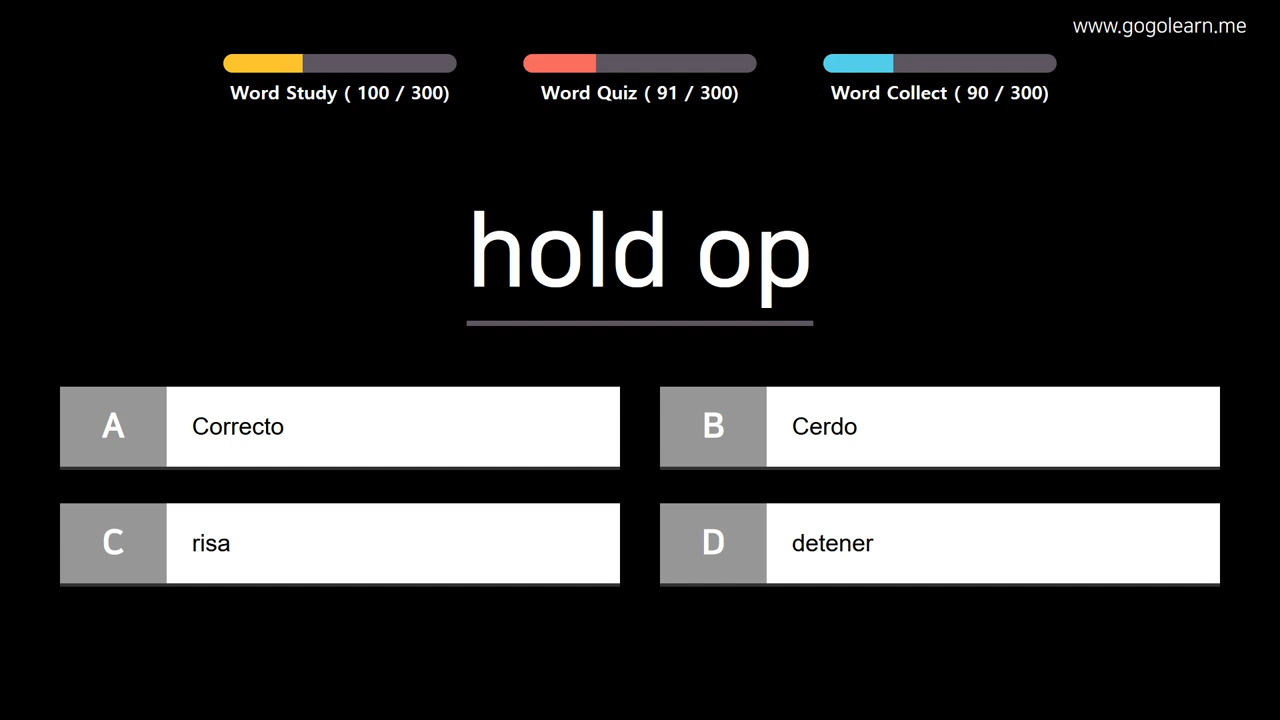 www.gogolearn.me
Word Study ( 100 / 300)
Word Quiz ( 91 / 300)
Word Collect ( 90 / 300)
hold op
A Correcto
B Cerdo
C risa
D detener